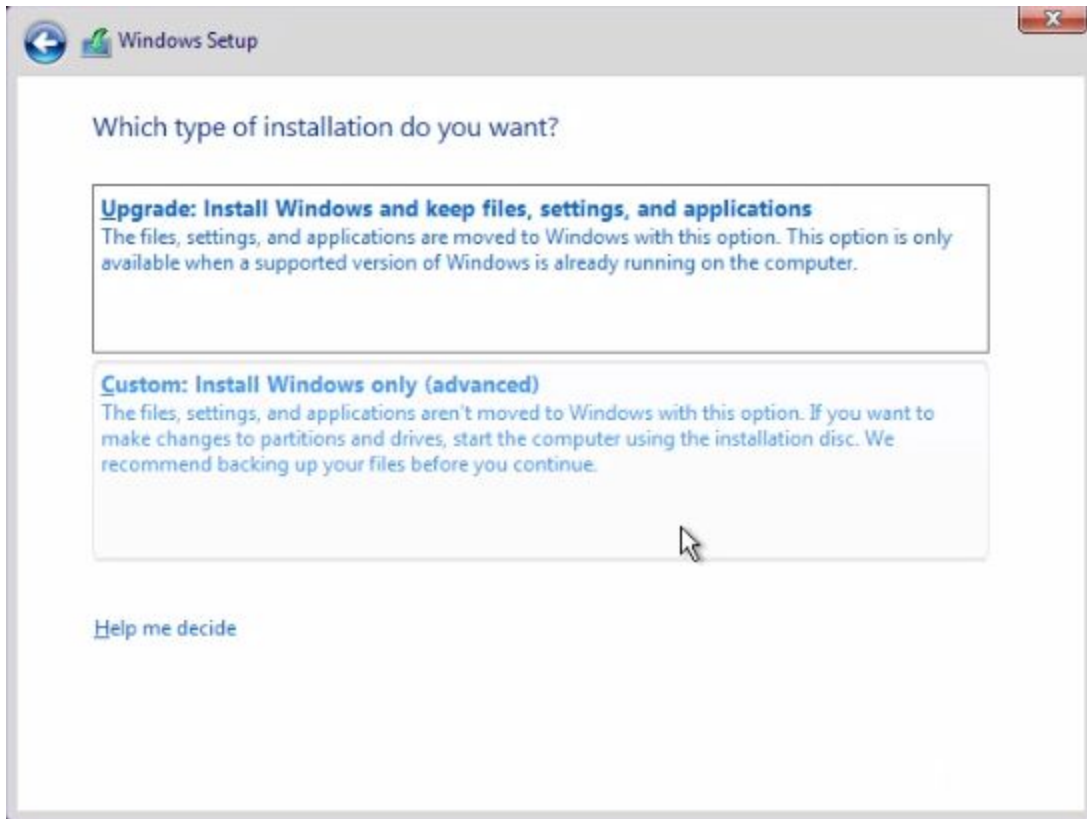 Windows Setup
Which type of installation do you want?
Upgrade: Install Windows and keep files, settings, and applications
The files, settings, and applications are moved to Windows with this option. This option is only
available when a supported version of Windows is already running on the computer.
Custom: Install Windows only (advanced)
The files, settings, and applications aren't moved to Windows with this option. If you want to
make changes to partitions and drives, start the computer using the installation disc. We
recommend backing up your files before you continue.
Help me decide